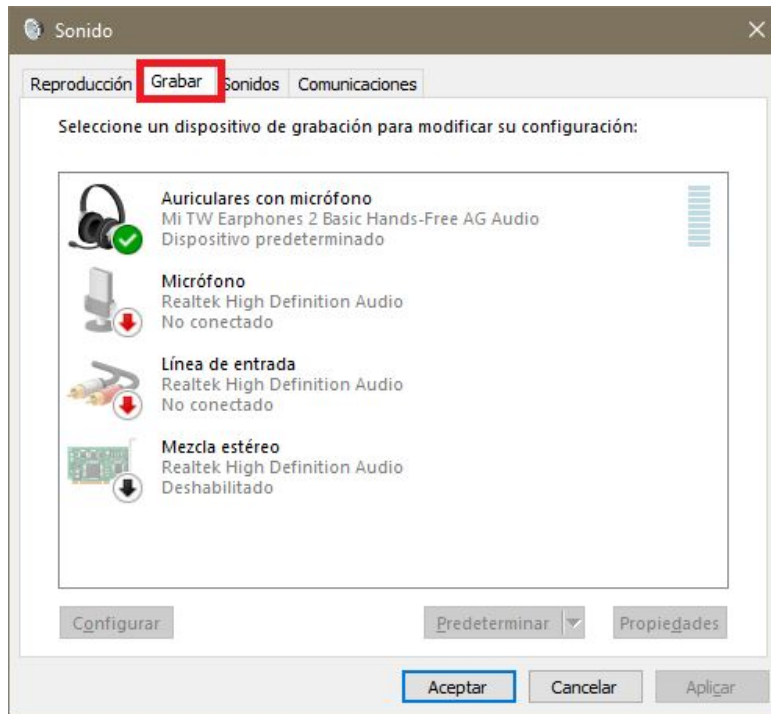 Sonido
Reproducción Grabar Sonidos Comunicaciones
Seleccione un dispositivo de grabación para modificar su configuración:
Auriculares con micrófono
Mi TW Earphones 2 Basic Hands-Free AG Audio
Dispositivo predeterminado
Micrófono
Realtek High Definition Audio
No conectado
Línea de entrada
Realtek High Definition Audio
No conectado
Mezcla estéreo
Realtek High Definition Audio
Deshabilitado
Configurar Predeterminar Propiedades
Aceptar Cancelar Aplicar